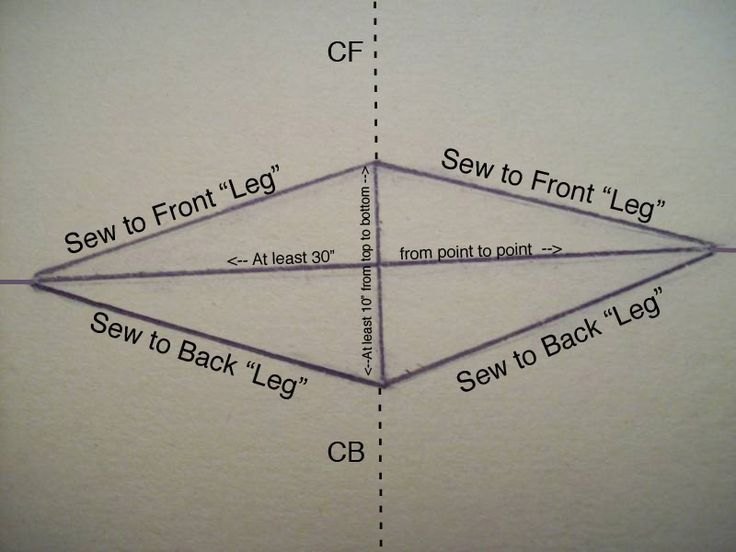 CF
Sew to Front “Leg”
Sew to Front “Leg”
<-- At least 30”
from point to point -->
<--At least 10” from top to bottom -->
Sew to Back “Leg”
Sew to Back “Leg”
CB